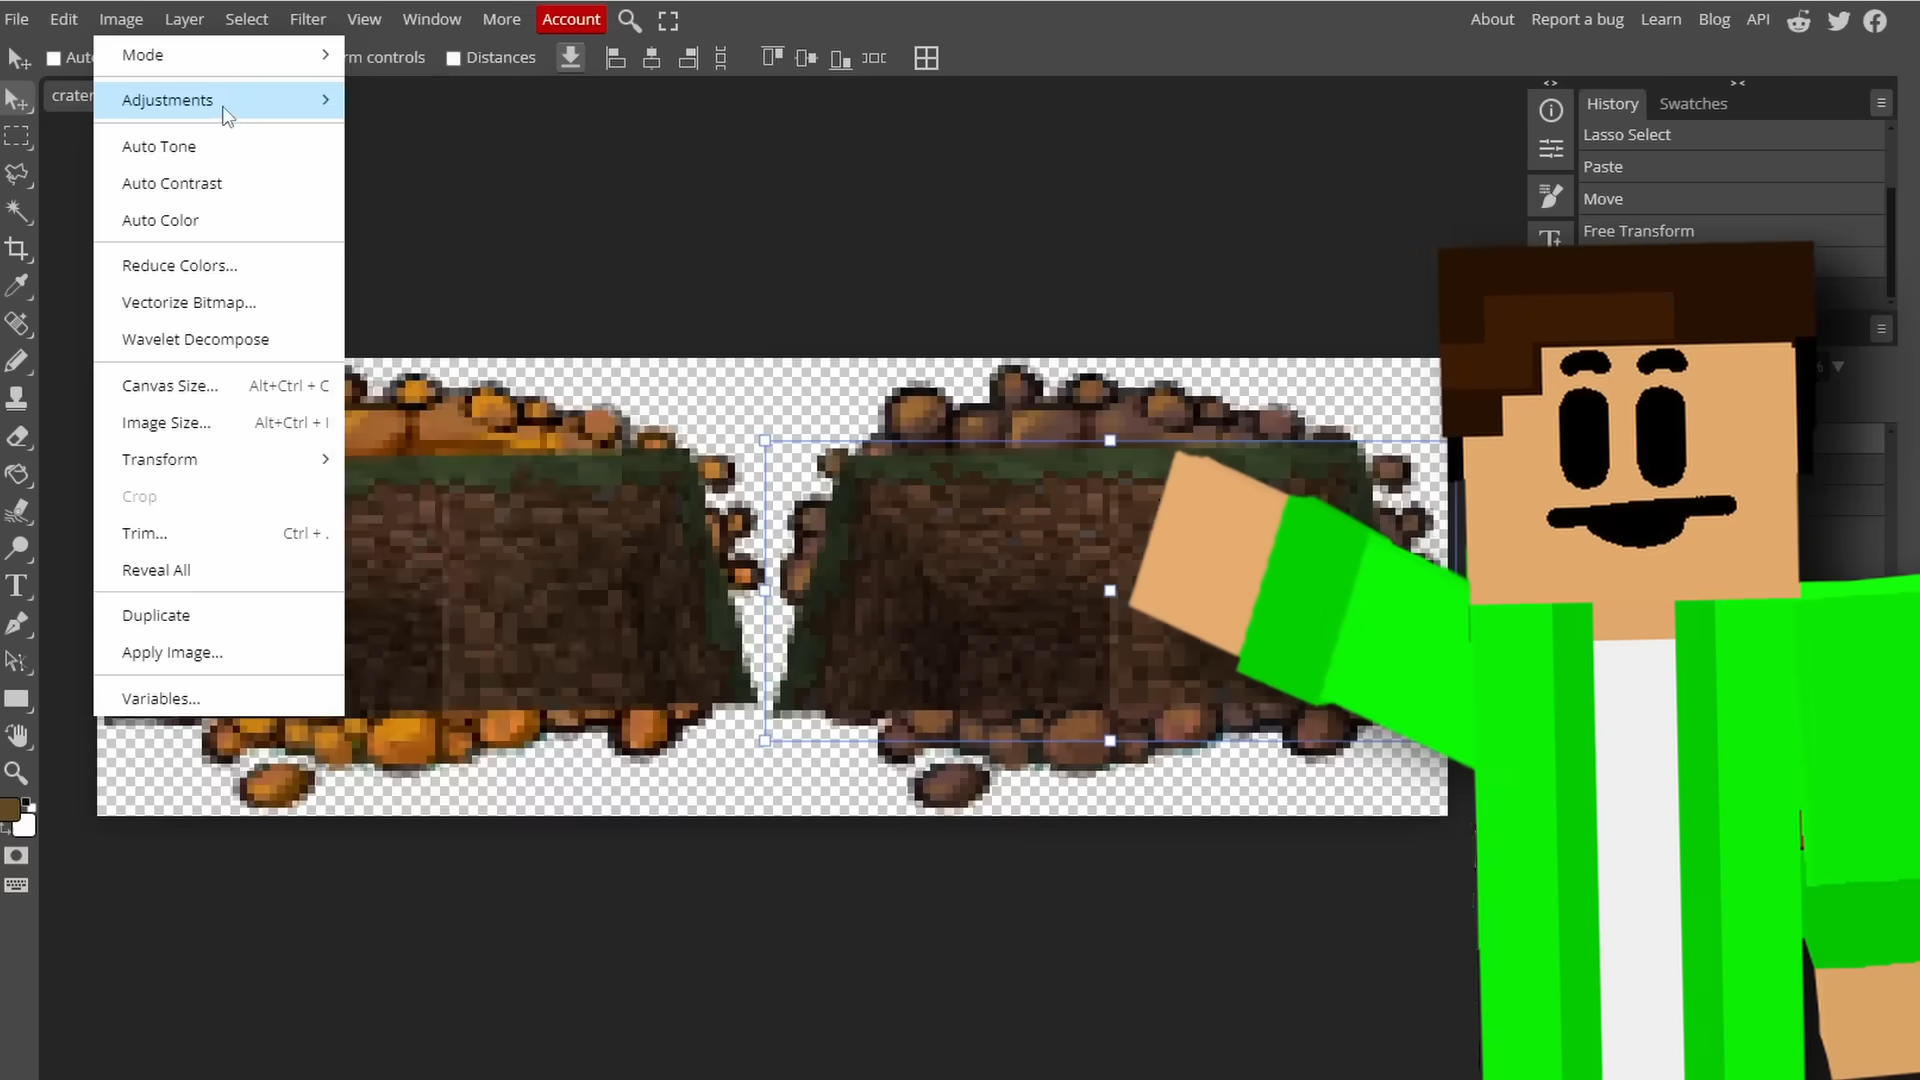 File Edit Image Layer Select Filter View Window More Account About Report a bug Learn Blog API
rm controls Distances
crater
Mode
Adjustments
Auto Tone
Auto Contrast
Auto Color
Reduce Colors...
Vectorize Bitmap...
Wavelet Decompose
Canvas Size... Alt+Ctrl + C
Image Size... Alt+Ctrl + I
Transform
Crop
Trim... Ctrl + .
Reveal All
Duplicate
Apply Image...
Variables...
History Swatches
Lasso Select
Paste
Move
Free Transform